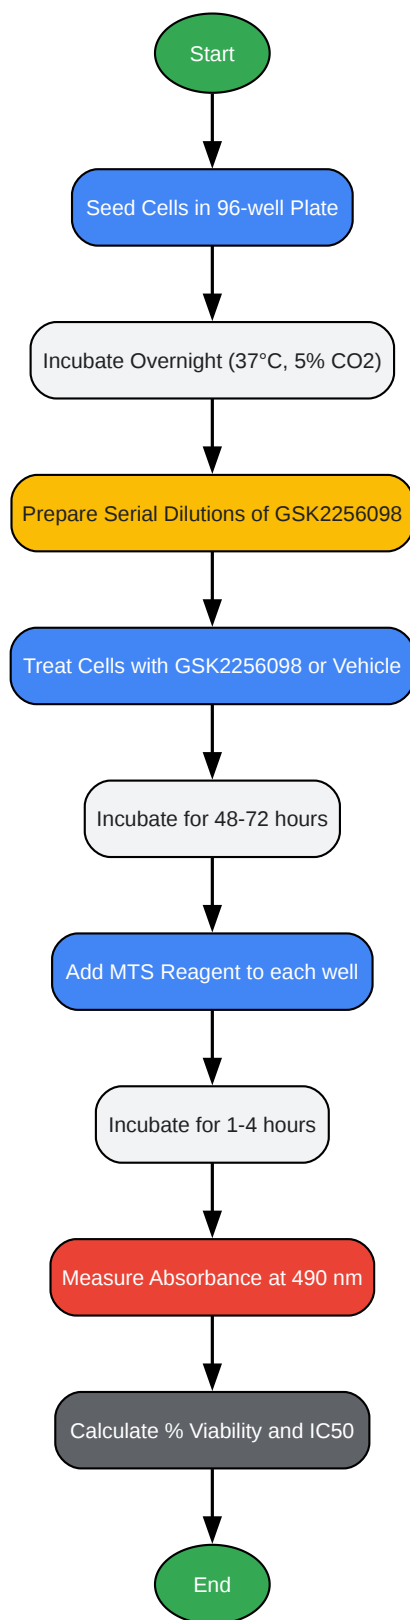 Start
Seed Cells in 96-well Plate
Incubate Overnight (37°C, 5% CO2)
Prepare Serial Dilutions of GSK2256098
Treat Cells with GSK2256098 or Vehicle
Incubate for 48-72 hours
Add MTS Reagent to each well
Incubate for 1-4 hours
Measure Absorbance at 490 nm
Calculate % Viability and IC50
End